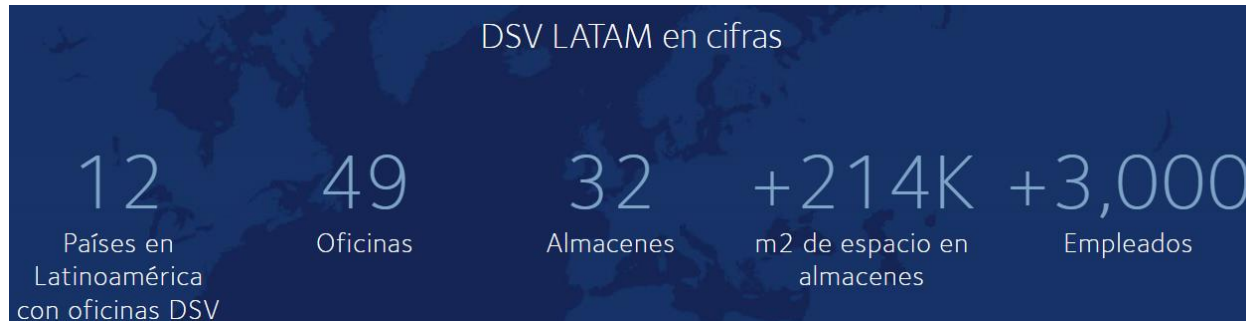 DSV LATAM en cifras
12
Países en
Latinoamérica
con oficinas DSV
49
Oficinas
32
Almacenes
+214K
m2 de espacio en
almacenes
+3,000
Empleados